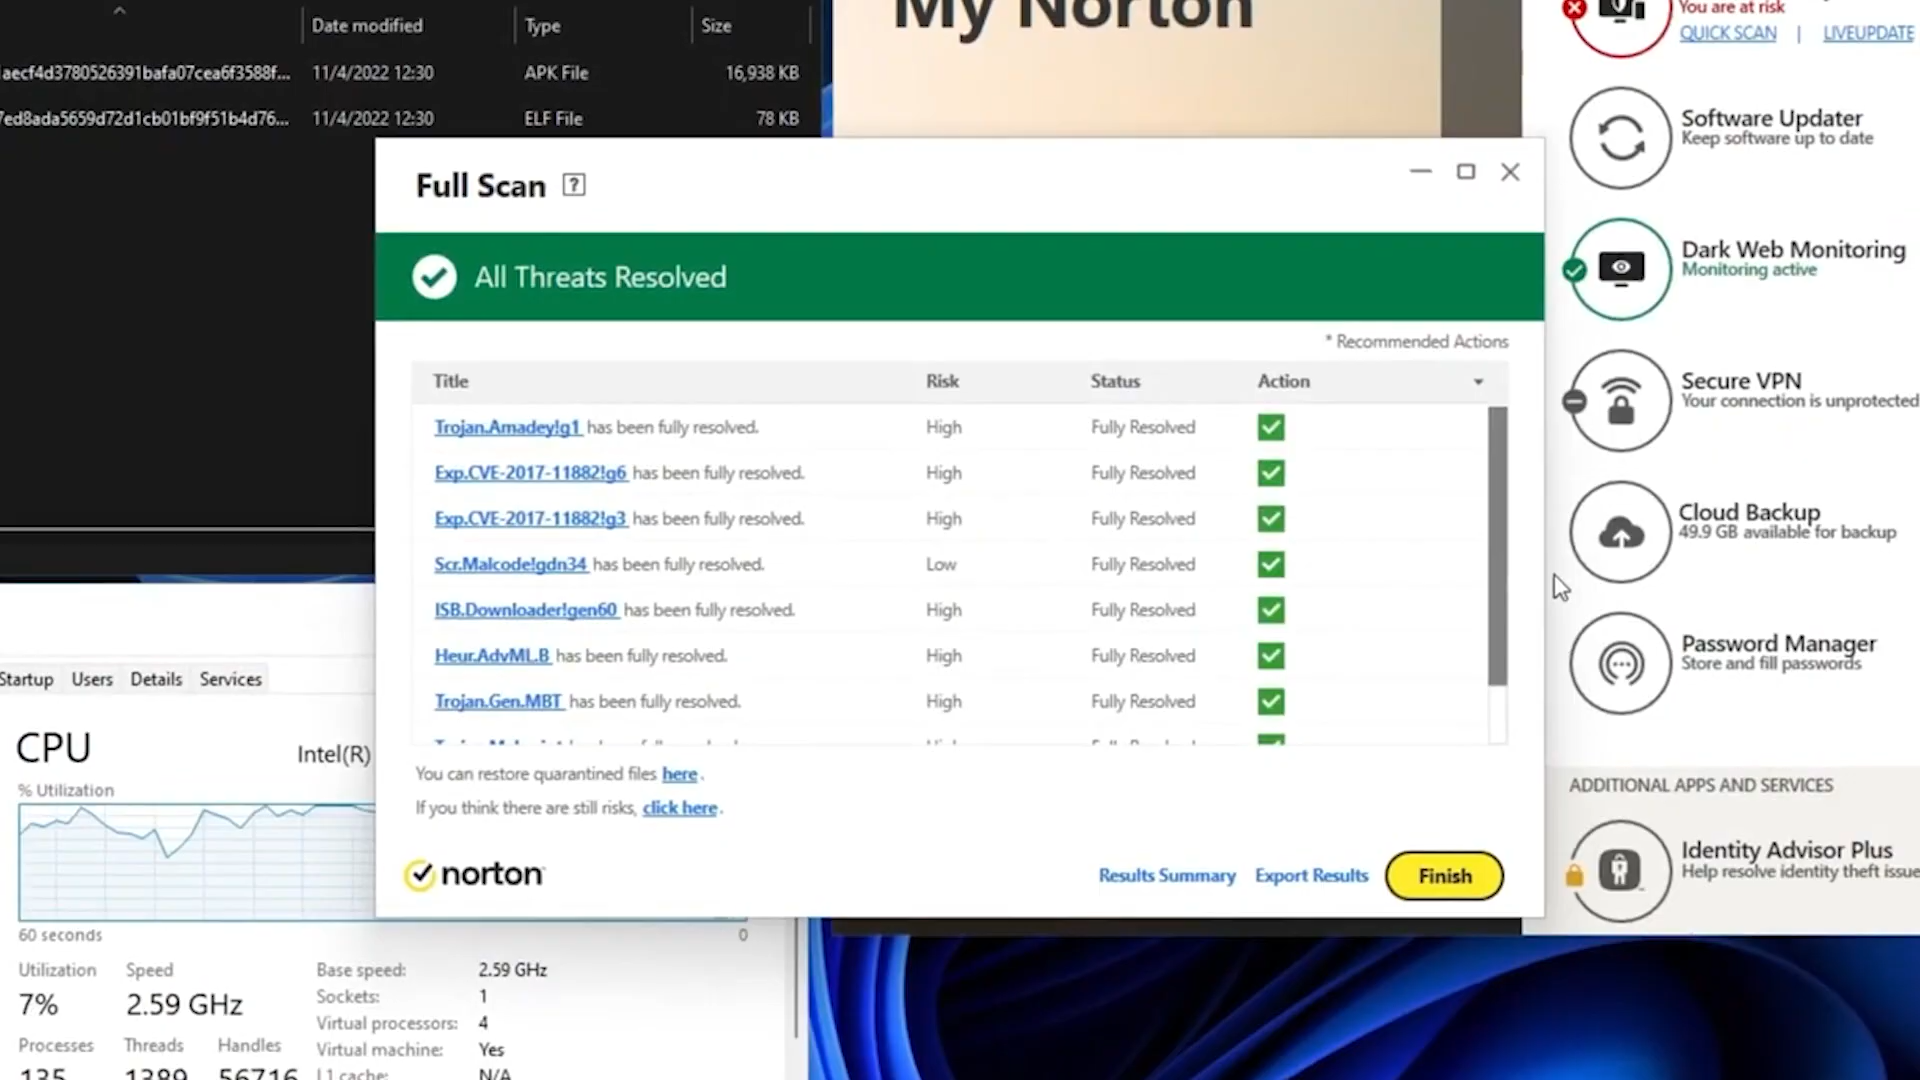 Date modified Type Size
aecf4d3780526391bafa07cea6f3588f... 11/4/2022 12:30 APK File 16,938 KB
7ed8ada5659d72d1cb01bf9f51b4d76... 11/4/2022 12:30 ELF File 78 KB
My Norton
You are at risk
QUICK SCAN | LIVEUPDATE
Software Updater
Keep software up to date
Dark Web Monitoring
Monitoring active
Secure VPN
Your connection is unprotected
Cloud Backup
49.9 GB available for backup
Password Manager
Store and fill passwords
ADDITIONAL APPS AND SERVICES
Identity Advisor Plus
Help resolve identity theft issue
Full Scan ?
All Threats Resolved
* Recommended Actions
Title Risk Status Action
Trojan.Amadey!g1 has been fully resolved. High Fully Resolved
Exp.CVE-2017-11882!g6 has been fully resolved. High Fully Resolved
Exp.CVE-2017-11882!g3 has been fully resolved. High Fully Resolved
Scr.Malcode!gdn34 has been fully resolved. Low Fully Resolved
ISB.Downloader!gen60 has been fully resolved. High Fully Resolved
Heur.AdvML.B has been fully resolved. High Fully Resolved
Trojan.Gen.MBT has been fully resolved. High Fully Resolved
You can restore quarantined files here.
If you think there are still risks, click here.
norton
Results Summary Export Results Finish
Startup Users Details Services
CPU Intel(R)
% Utilization
60 seconds 0
Utilization Speed Base speed: 2.59 GHz
7% 2.59 GHz Sockets: 1
Virtual processors: 4
Processes Threads Handles Virtual machine: Yes
135 1389 56716 L1 cache: N/A